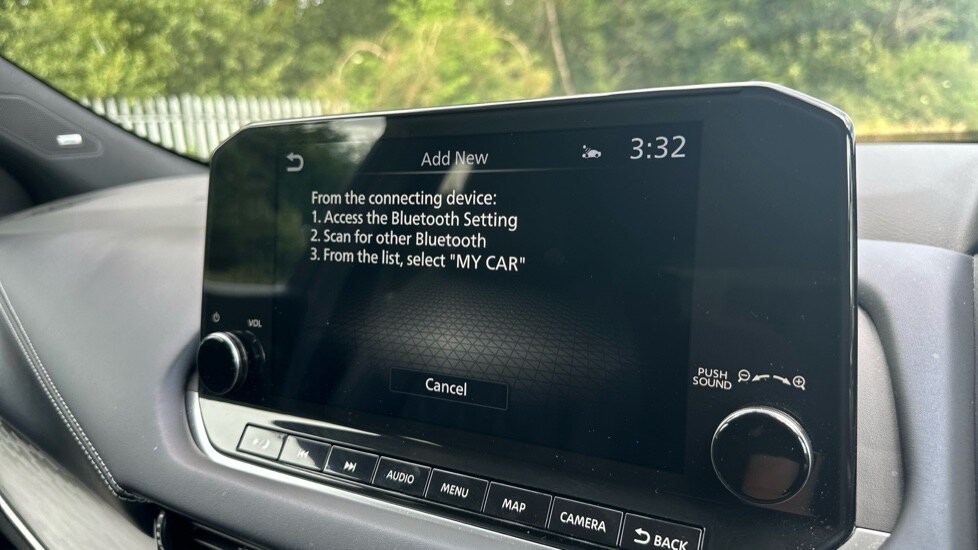 Add New
3:32
From the connecting device:
1. Access the Bluetooth Setting
2. Scan for other Bluetooth
3. From the list, select "MY CAR"
Cancel
VOL
PUSH
SOUND
AUDIO
MENU
MAP
CAMERA
BACK